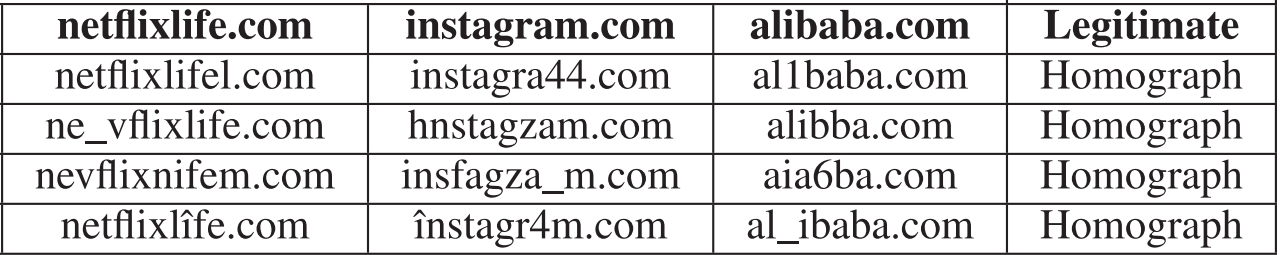 netflixlife.com instagram.com alibaba.com Legitimate
netflixlifel.com instagra44.com al1baba.com Homograph
ne_vflixlife.com hnstagzam.com alibba.com Homograph
nevflixnifem.com insfagza_m.com aia6ba.com Homograph
netflixlîfe.com înstagr4m.com al_ibaba.com Homograph